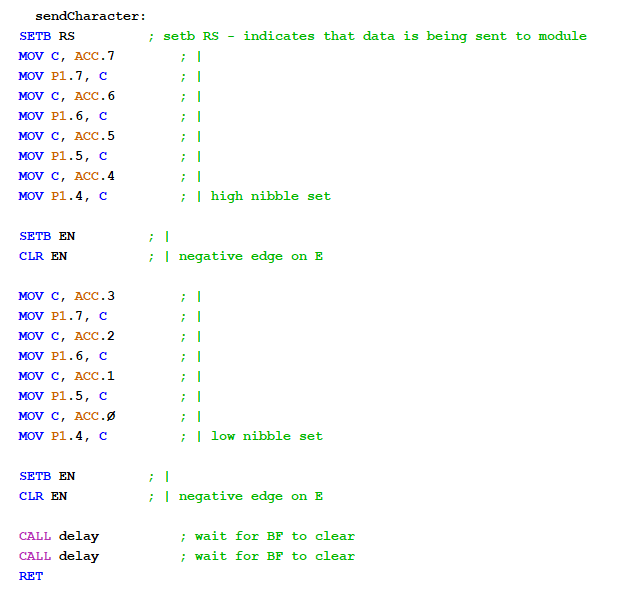 sendCharacter:
SETB RS ; setb RS - indicates that data is being sent to module
MOV C, ACC.7 ; |
MOV P1.7, C ; |
MOV C, ACC.6 ; |
MOV P1.6, C ; |
MOV C, ACC.5 ; |
MOV P1.5, C ; |
MOV C, ACC.4 ; |
MOV P1.4, C ; | high nibble set
SETB EN ; |
CLR EN ; | negative edge on E
MOV C, ACC.3 ; |
MOV P1.7, C ; |
MOV C, ACC.2 ; |
MOV P1.6, C ; |
MOV C, ACC.1 ; |
MOV P1.5, C ; |
MOV C, ACC.0 ; |
MOV P1.4, C ; | low nibble set
SETB EN ; |
CLR EN ; | negative edge on E
CALL delay ; wait for BF to clear
CALL delay ; wait for BF to clear
RET